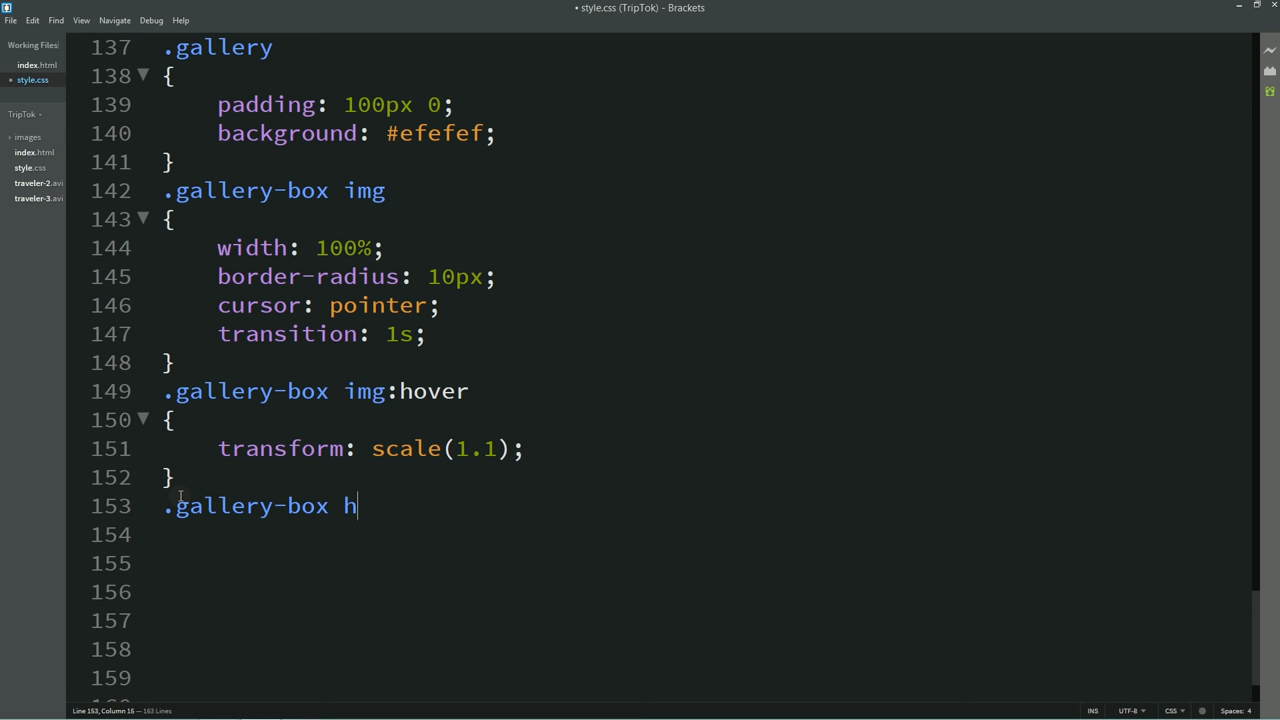 • style.css (TripTok) - Brackets
File Edit Find View Navigate Debug Help
Working Files
index.html
• style.css
TripTok
images
index.html
style.css
traveler-2.avi
traveler-3.avi
137 .gallery
138 {
139 padding: 100px 0;
140 background: #efefef;
141 }
142 .gallery-box img
143 {
144 width: 100%;
145 border-radius: 10px;
146 cursor: pointer;
147 transition: 1s;
148 }
149 .gallery-box img:hover
150 {
151 transform: scale(1.1);
152 }
153 .gallery-box h
154
155
156
157
158
159
Line 153, Column 15 — 163 Lines
INS UTF-8 CSS Spaces: 4